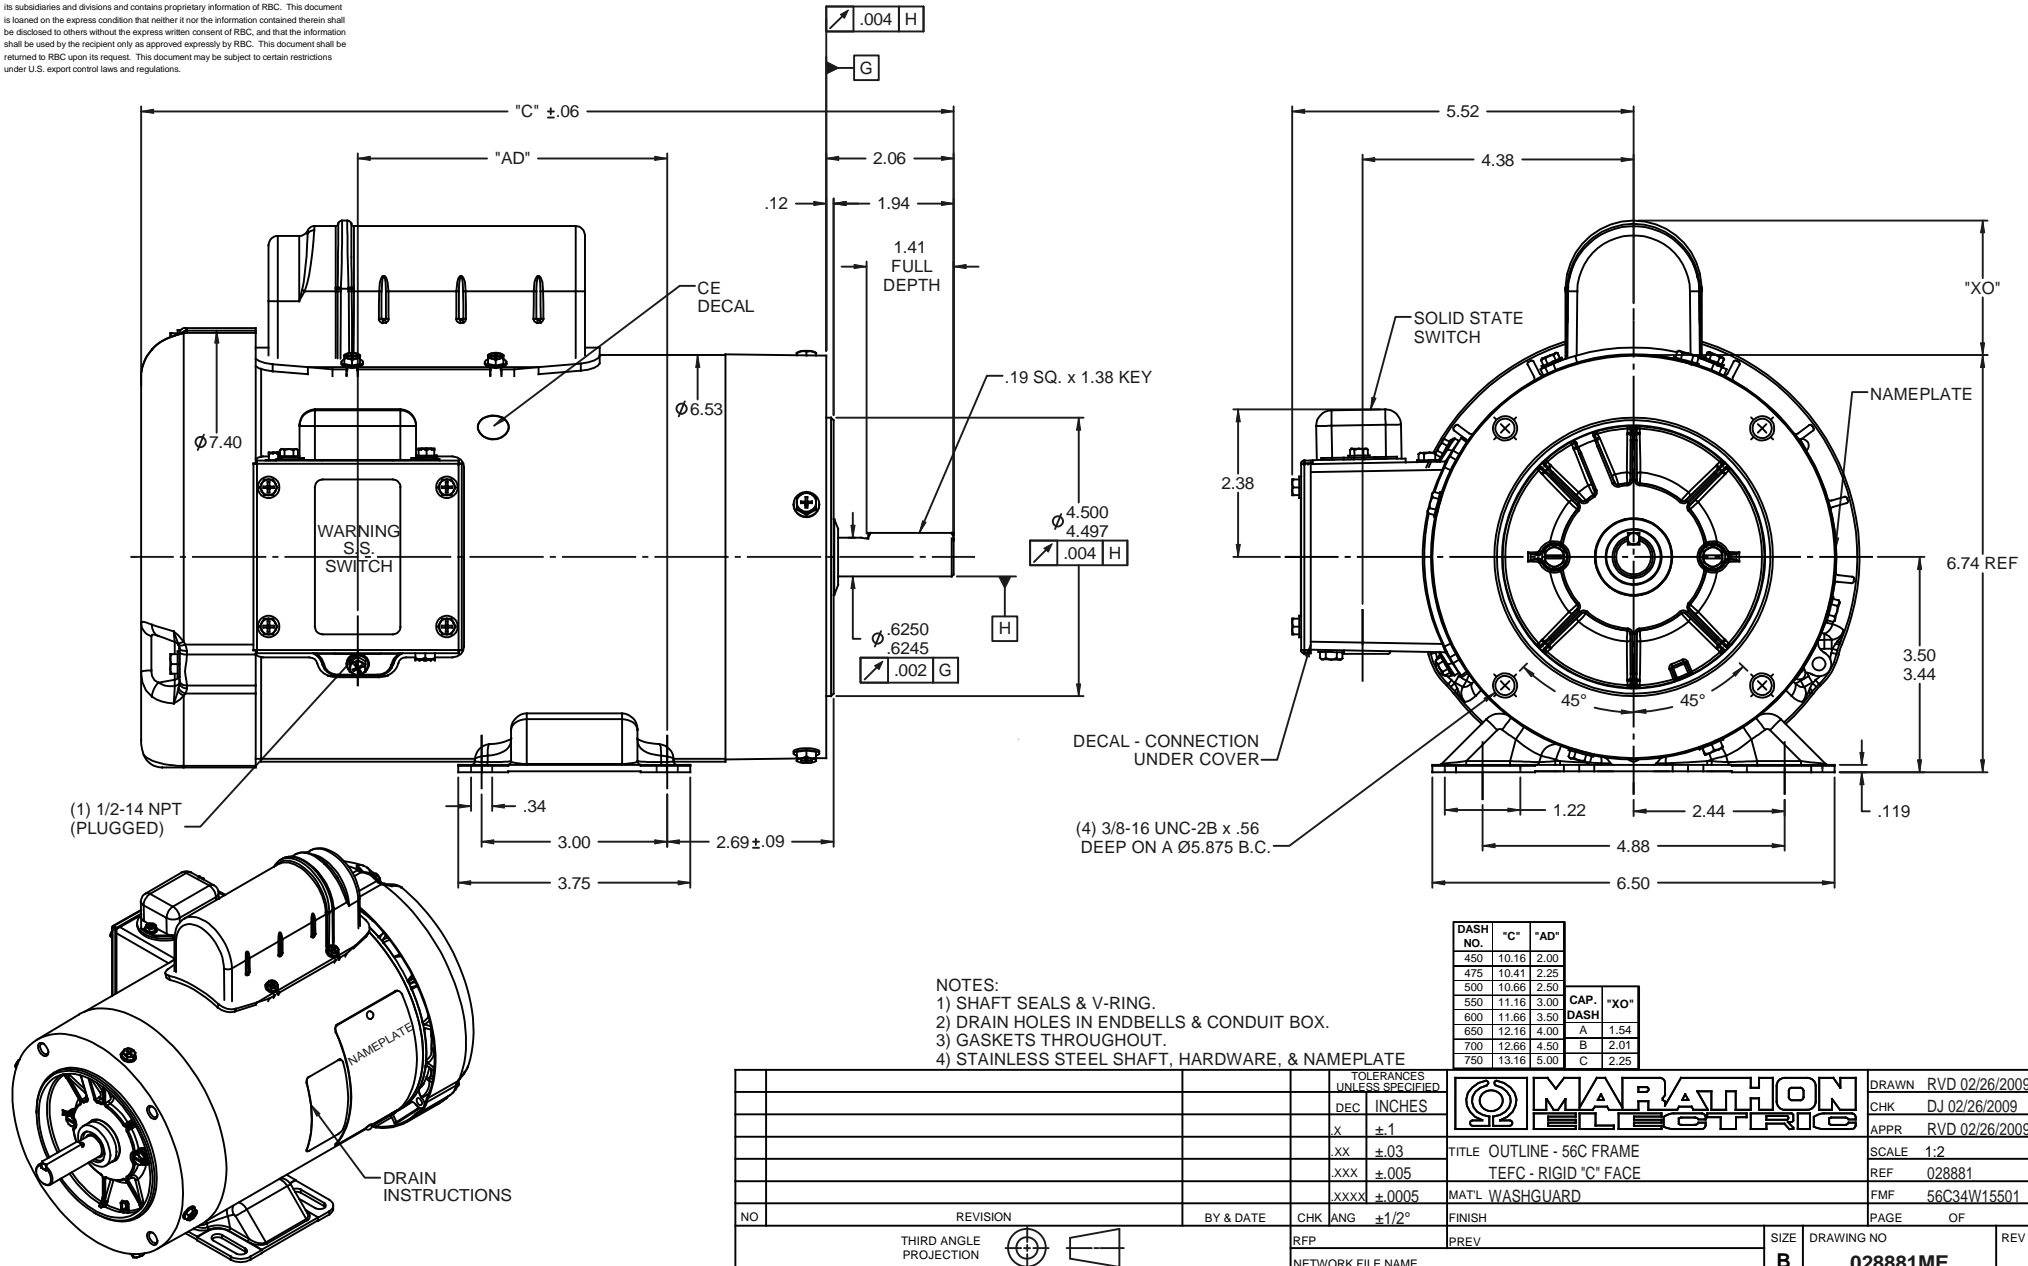 its subsidiaries and divisions and contains proprietary information of RBC. This document
is loaned on the express condition that neither it nor the information contained therein shall
be disclosed to others without the express written consent of RBC, and that the information
shall be used by the recipient only as approved expressly by RBC. This document shall be
returned to RBC upon its request. This document may be subject to certain restrictions
under U.S. export control laws and regulations.
.004 H
G
"C" ±.06
"AD"
2.06
.12
1.94
1.41
FULL
DEPTH
CE
DECAL
.19 SQ. x 1.38 KEY
Ø6.53
Ø7.40
WARNING
S.S.
SWITCH
Ø 4.500
4.497
.004 H
H
Ø .6250
.6245
.002 G
(1) 1/2-14 NPT
(PLUGGED)
.34
3.00
2.69±.09
3.75
5.52
4.38
"XO"
SOLID STATE
SWITCH
NAMEPLATE
2.38
6.74 REF
3.50
3.44
45°
45°
DECAL - CONNECTION
UNDER COVER
(4) 3/8-16 UNC-2B x .56
DEEP ON A Ø5.875 B.C.
1.22
2.44
.119
4.88
6.50
NAMEPLATE
DRAIN
INSTRUCTIONS
NOTES:
1) SHAFT SEALS & V-RING.
2) DRAIN HOLES IN ENDBELLS & CONDUIT BOX.
3) GASKETS THROUGHOUT.
4) STAINLESS STEEL SHAFT, HARDWARE, & NAMEPLATE
DASH NO. "C" "AD"
450 10.16 2.00
475 10.41 2.25
500 10.66 2.50
550 11.16 3.00
600 11.66 3.50
650 12.16 4.00
700 12.66 4.50
750 13.16 5.00
CAP. DASH "XO"
A 1.54
B 2.01
C 2.25
TOLERANCES
UNLESS SPECIFIED
DEC INCHES
.X ±.1
.XX ±.03
.XXX ±.005
.XXXX ±.0005
ANG ±1/2°
NO REVISION BY & DATE CHK
MARATHON
ELECTRIC
TITLE OUTLINE - 56C FRAME
TEFC - RIGID "C" FACE
MAT'L WASHGUARD
FINISH
DRAWN RVD 02/26/2009
CHK DJ 02/26/2009
APPR RVD 02/26/2009
SCALE 1:2
REF 028881
FMF 56C34W15501
PAGE OF
THIRD ANGLE
PROJECTION
RFP
PREV
NETWORK FILE NAME
SIZE
B
DRAWING NO
028881ME
REV